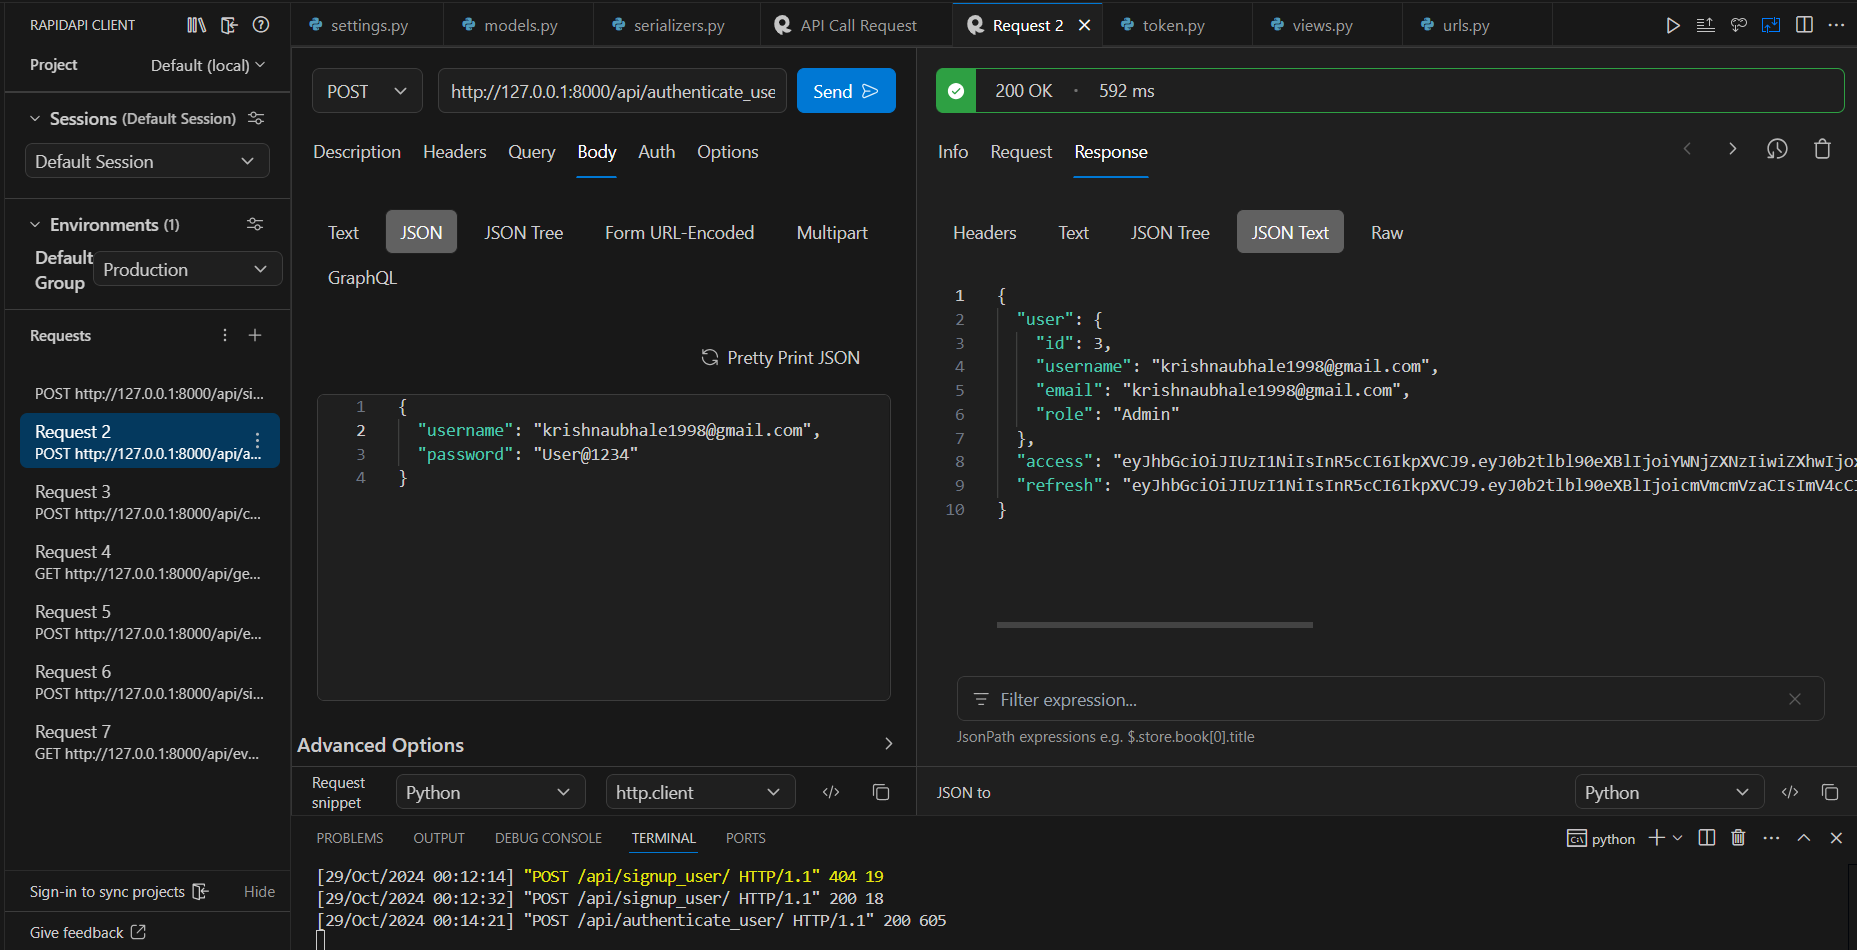 RAPIDAPI CLIENT
settings.py
models.py
serializers.py
API Call Request
Request 2
token.py
views.py
urls.py
Project
Default (local)
POST
http://127.0.0.1:8000/api/authenticate_use
Send
200 OK · 592 ms
Sessions (Default Session)
Default Session
Description
Headers
Query
Body
Auth
Options
Info
Request
Response
Environments (1)
Default Group
Production
Text
JSON
JSON Tree
Form URL-Encoded
Multipart
GraphQL
Headers
Text
JSON Tree
JSON Text
Raw
Requests
POST http://127.0.0.1:8000/api/si...
Request 2
POST http://127.0.0.1:8000/api/a...
Request 3
POST http://127.0.0.1:8000/api/c...
Request 4
GET http://127.0.0.1:8000/api/ge...
Request 5
POST http://127.0.0.1:8000/api/e...
Request 6
POST http://127.0.0.1:8000/api/si...
Request 7
GET http://127.0.0.1:8000/api/ev...
Pretty Print JSON
1 {
2 "username": "krishnaubhale1998@gmail.com",
3 "password": "User@1234"
4 }
1 {
2 "user": {
3 "id": 3,
4 "username": "krishnaubhale1998@gmail.com",
5 "email": "krishnaubhale1998@gmail.com",
6 "role": "Admin"
7 },
8 "access": "eyJhbGciOiJIUzI1NiIsInR5cCI6IkpXVCJ9.eyJ0b2tlbl90eXBlIjoiYWNjZXNzIiwiZXhwIjox
9 "refresh": "eyJhbGciOiJIUzI1NiIsInR5cCI6IkpXVCJ9.eyJ0b2tlbl90eXBlIjoicmVmcmVzaCIsImV4cCI
10 }
Filter expression...
JsonPath expressions e.g. $.store.book[0].title
Advanced Options
Request snippet
Python
http.client
JSON to
Python
PROBLEMS
OUTPUT
DEBUG CONSOLE
TERMINAL
PORTS
python
[29/Oct/2024 00:12:14] "POST /api/signup_user/ HTTP/1.1" 404 19
[29/Oct/2024 00:12:32] "POST /api/signup_user/ HTTP/1.1" 200 18
[29/Oct/2024 00:14:21] "POST /api/authenticate_user/ HTTP/1.1" 200 605
Sign-in to sync projects
Hide
Give feedback